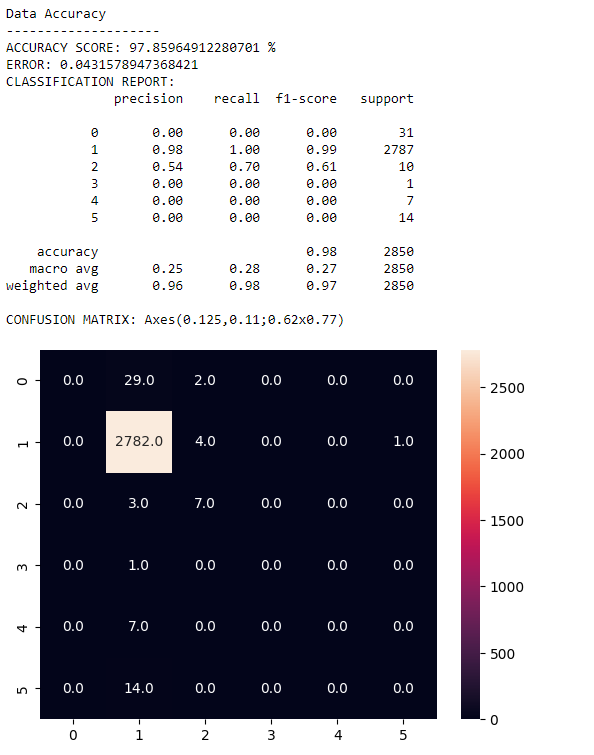 Data Accuracy
--------------------
ACCURACY SCORE: 97.85964912280701 %
ERROR: 0.0431578947368421
CLASSIFICATION REPORT:
precision recall f1-score support
0 0.00 0.00 0.00 31
1 0.98 1.00 0.99 2787
2 0.54 0.70 0.61 10
3 0.00 0.00 0.00 1
4 0.00 0.00 0.00 7
5 0.00 0.00 0.00 14
accuracy 0.98 2850
macro avg 0.25 0.28 0.27 2850
weighted avg 0.96 0.98 0.97 2850
CONFUSION MATRIX: Axes(0.125,0.11;0.62x0.77)
0 0.0 29.0 2.0 0.0 0.0 0.0
1 0.0 2782.0 4.0 0.0 0.0 1.0
2 0.0 3.0 7.0 0.0 0.0 0.0
3 0.0 1.0 0.0 0.0 0.0 0.0
4 0.0 7.0 0.0 0.0 0.0 0.0
5 0.0 14.0 0.0 0.0 0.0 0.0
0 1 2 3 4 5
2500
2000
1500
1000
500
0